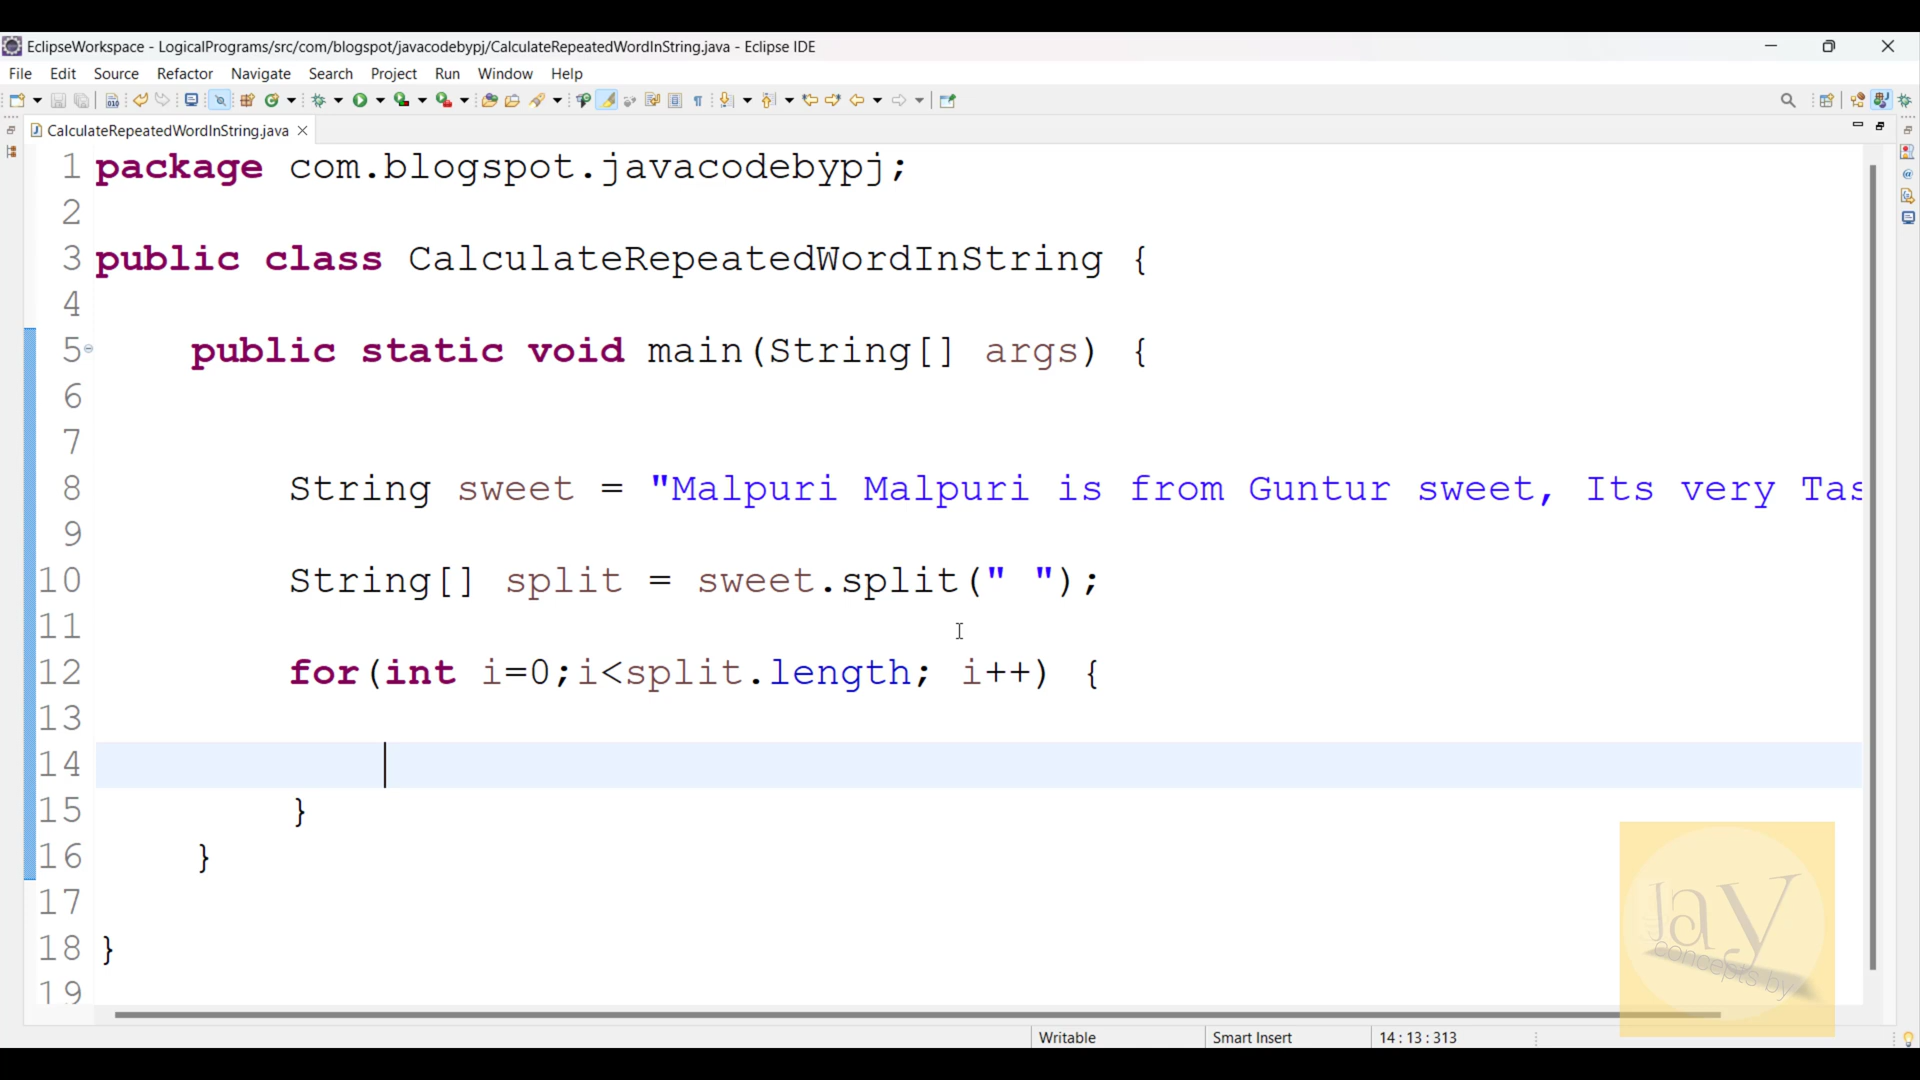 EclipseWorkspace - LogicalPrograms/src/com/blogspot/javacodebypj/CalculateRepeatedWordInString.java - Eclipse IDE
File Edit Source Refactor Navigate Search Project Run Window Help
CalculateRepeatedWordInString.java
1 package com.blogspot.javacodebypj;
2
3 public class CalculateRepeatedWordInString {
4
5 public static void main(String[] args) {
6
7
8 String sweet = "Malpuri Malpuri is from Guntur sweet, Its very Tas
9
10 String[] split = sweet.split(" ");
11
12 for(int i=0;i<split.length; i++) {
13
14
15 }
16 }
17
18 }
19
Jay
concepts by
Writable Smart Insert 14 : 13 : 313